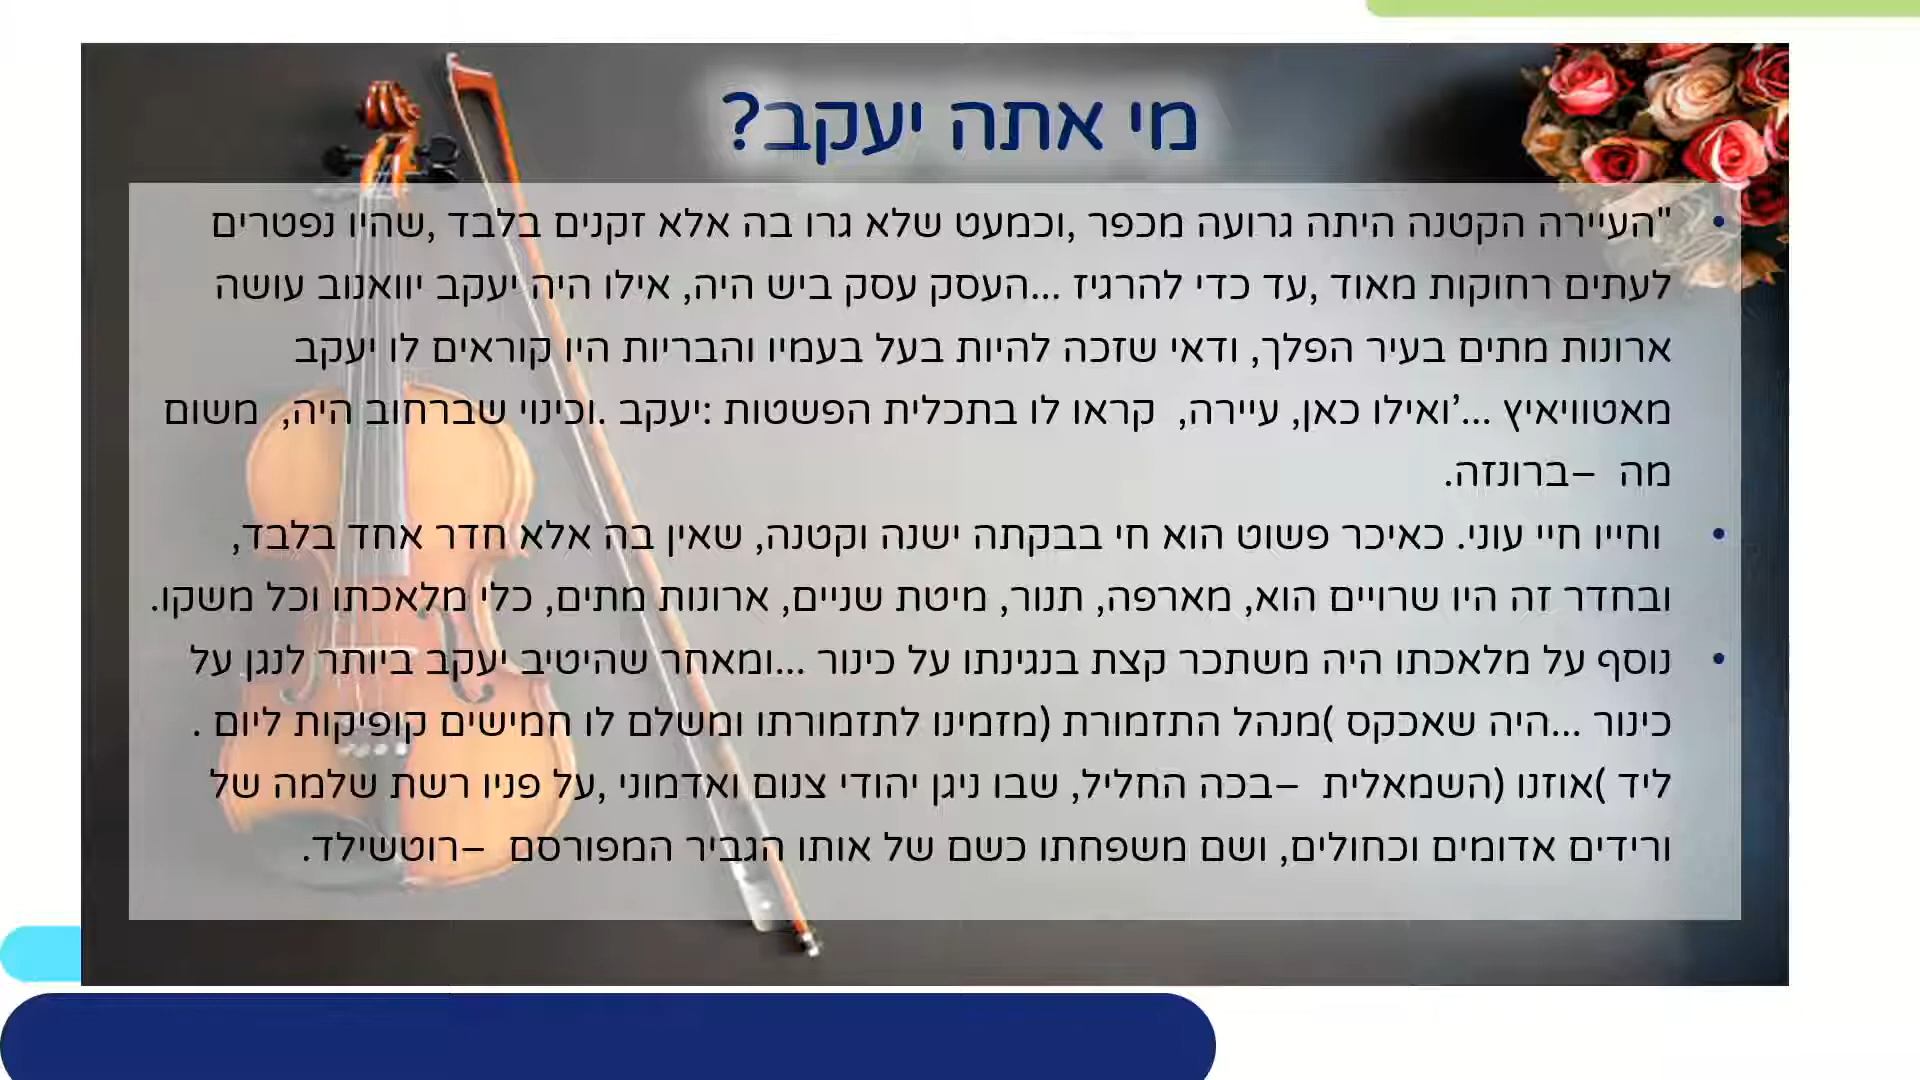 מי אתה יעקב?
• "העיירה הקטנה היתה גרועה מכפר ,וכמעט שלא גרו בה אלא זקנים בלבד ,שהיו נפטרים
לעתים רחוקות מאוד ,עד כדי להרגיז ...העסק עסק ביש היה, אילו היה יעקב יוואנוב עושה
ארונות מתים בעיר הפלך, ודאי שזכה להיות בעל בעמיו והבריות היו קוראים לו יעקב
מאטוויאיץ ...'ואילו כאן, עיירה, קראו לו בתכלית הפשטות :יעקב .וכינוי שברחוב היה, משום
מה –ברונזה.
• וחייו חיי עוני. כאיכר פשוט הוא חי בבקתה ישנה וקטנה, שאין בה אלא חדר אחד בלבד,
ובחדר זה היו שרויים הוא, מארפה, תנור, מיטת שניים, ארונות מתים, כלי מלאכתו וכל משקו.
• נוסף על מלאכתו היה משתכר קצת בנגינתו על כינור ...ומאחר שהיטיב יעקב ביותר לנגן על
כינור ...היה שאכקס )מנהל התזמורת (מזמינו לתזמורתו ומשלם לו חמישים קופיקות ליום .
ליד )אוזנו (השמאלית –בכה החליל, שבו ניגן יהודי צנום ואדמוני ,על פניו רשת שלמה של
ורידים אדומים וכחולים, ושם משפחתו כשם של אותו הגביר המפורסם –רוטשילד.